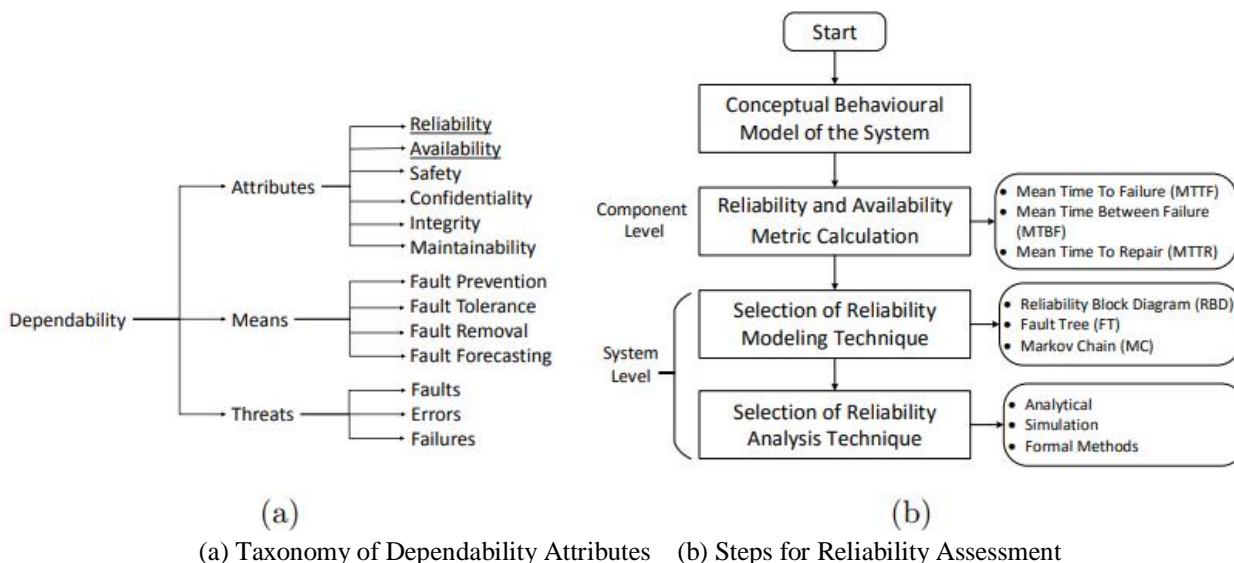 Dependability
Attributes
Reliability
Availability
Safety
Confidentiality
Integrity
Maintainability
Means
Fault Prevention
Fault Tolerance
Fault Removal
Fault Forecasting
Threats
Faults
Errors
Failures
(a)
Start
Conceptual Behavioural
Model of the System
Component
Level
Reliability and Availability
Metric Calculation
• Mean Time To Failure (MTTF)
• Mean Time Between Failure
(MTBF)
• Mean Time To Repair (MTTR)
System
Level
Selection of Reliability
Modeling Technique
• Reliability Block Diagram (RBD)
• Fault Tree (FT)
• Markov Chain (MC)
Selection of Reliability
Analysis Technique
• Analytical
• Simulation
• Formal Methods
(b)
(a) Taxonomy of Dependability Attributes (b) Steps for Reliability Assessment